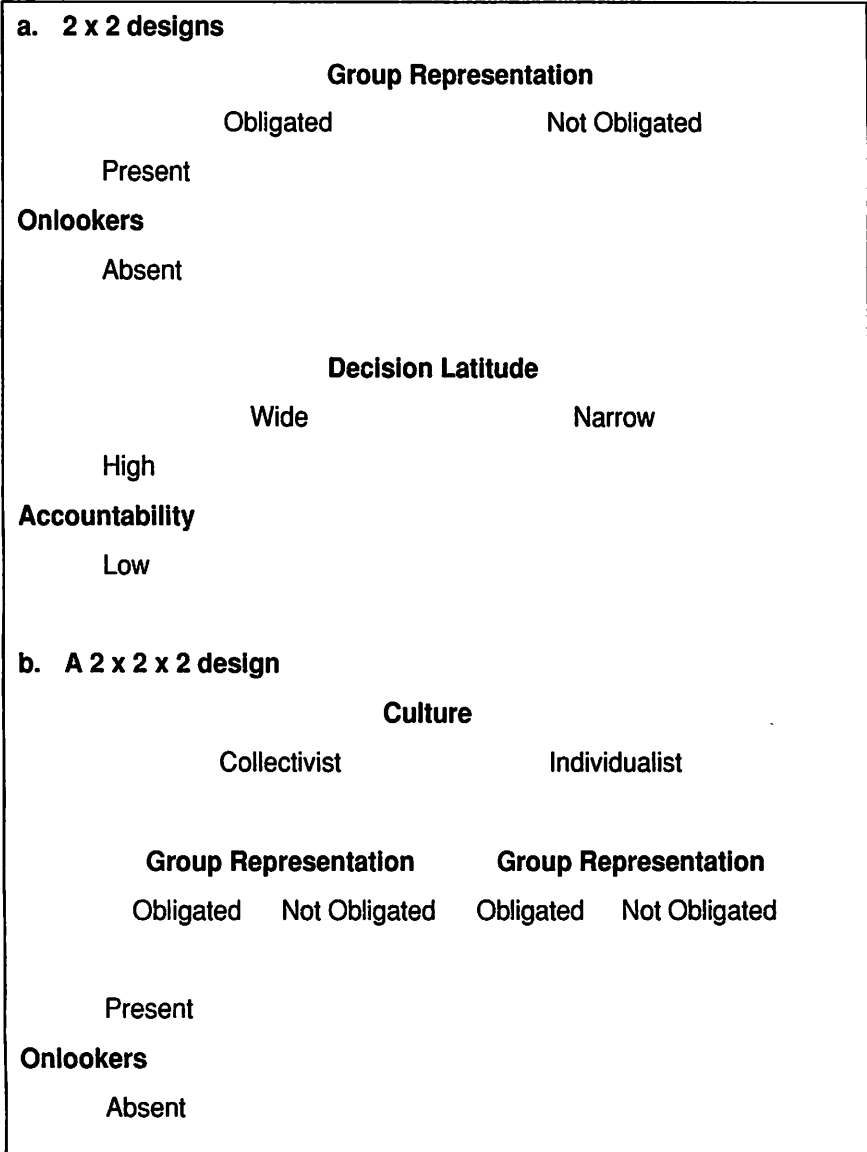 a. 2 x 2 designs
Group Representation
Obligated Not Obligated
Present
Onlookers
Absent
Decision Latitude
Wide Narrow
High
Accountability
Low
b. A 2 x 2 x 2 design
Culture
Collectivist Individualist
Group Representation Group Representation
Obligated Not Obligated Obligated Not Obligated
Present
Onlookers
Absent